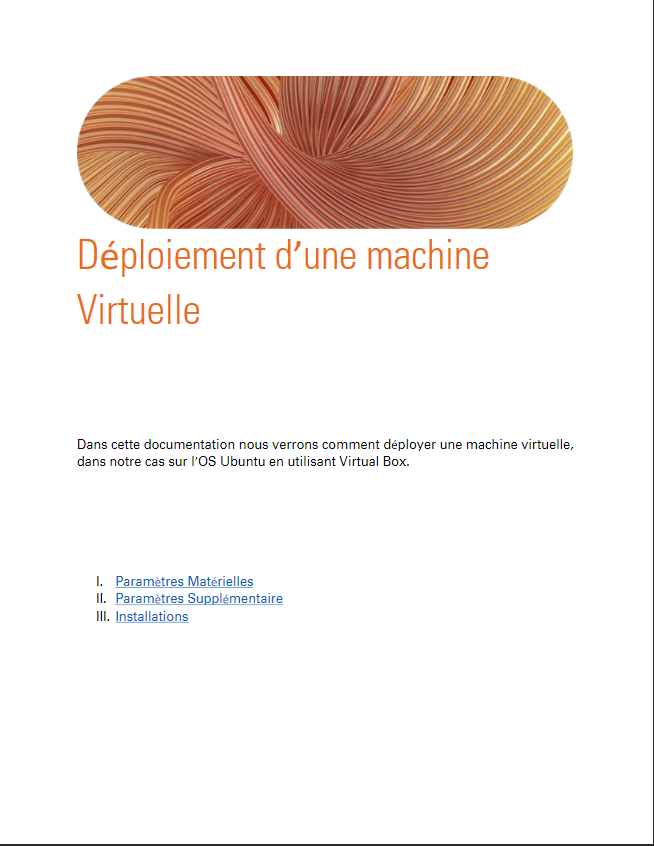 Déploiement d’une machine
Virtuelle
Dans cette documentation nous verrons comment déployer une machine virtuelle,
dans notre cas sur l’OS Ubuntu en utilisant Virtual Box.
I. Paramètres Matérielles
II. Paramètres Supplémentaire
III. Installations